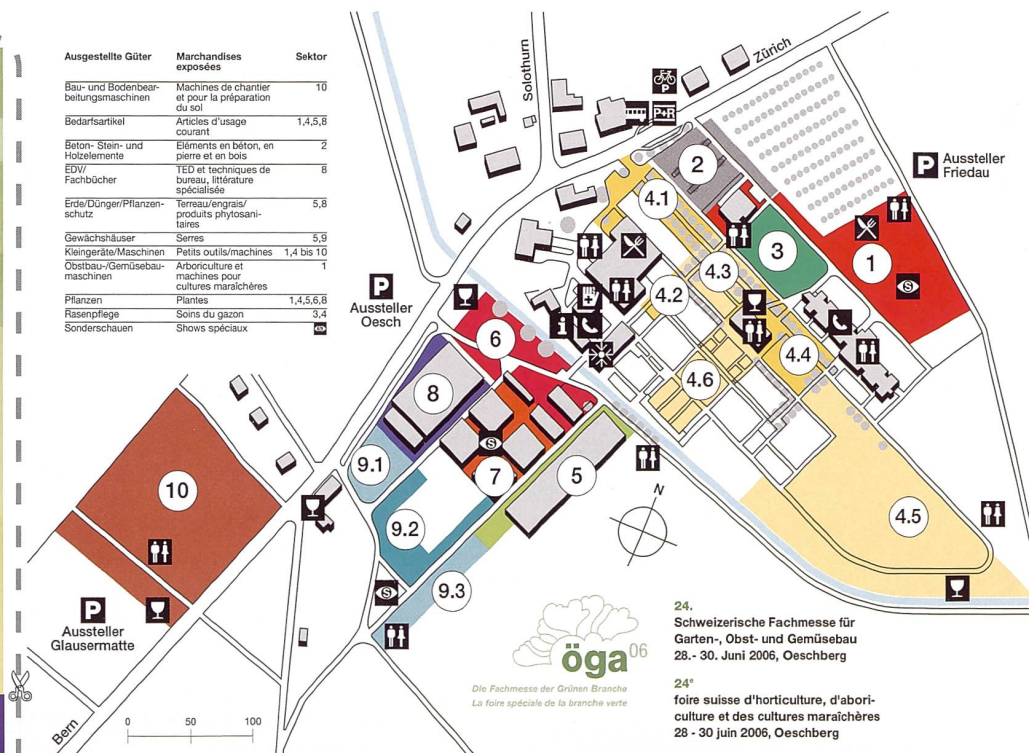 Ausgestellte Güter Marchandises exposées Sektor
Bau- und Bodenbear-
beitungsmaschinen
Machines de chantier
et pour la préparation
du sol
10
Bedarfsartikel
Articles d'usage
courant
1,4,5,8
Beton- Stein- und
Holzelemente
Eléments en béton, en
pierre et en bois
2
EDV/
Fachbücher
TED et techniques de
bureau, littérature
spécialisée
8
Erde/Dünger/Pflanzen-
schutz
Terreau/engrais/
produits phytosani-
taires
5,8
Gewächshäuser
Serres
5,9
Kleingeräte/Maschinen
Petits outils/machines
1,4 bis 10
Obstbau-/Gemüsebau-
maschinen
Arboriculture et
machines pour
cultures maraîchères
1
Pflanzen
Plantes
1,4,5,6,8
Rasenpflege
Soins du gazon
3,4
Sonderschauen
Shows spéciaux
S
Solothurn
Zürich
P
P+R
P
Aussteller
Friedau
2
4.1
3
1
S
4.3
4.2
P
Aussteller
Oesch
i
6
4.4
4.6
8
S
9.1
7
5
10
N
4.5
9.2
S
9.3
P
Aussteller
Glausermatte
Bern
0 50 100
öga 06
Die Fachmesse der Grünen Branche
La foire spéciale de la branche verte
24.
Schweizerische Fachmesse für
Garten-, Obst- und Gemüsebau
28.- 30. Juni 2006, Oeschberg
24e
foire suisse d'horticulture, d'abori-
culture et des cultures maraîchères
28 - 30 juin 2006, Oeschberg